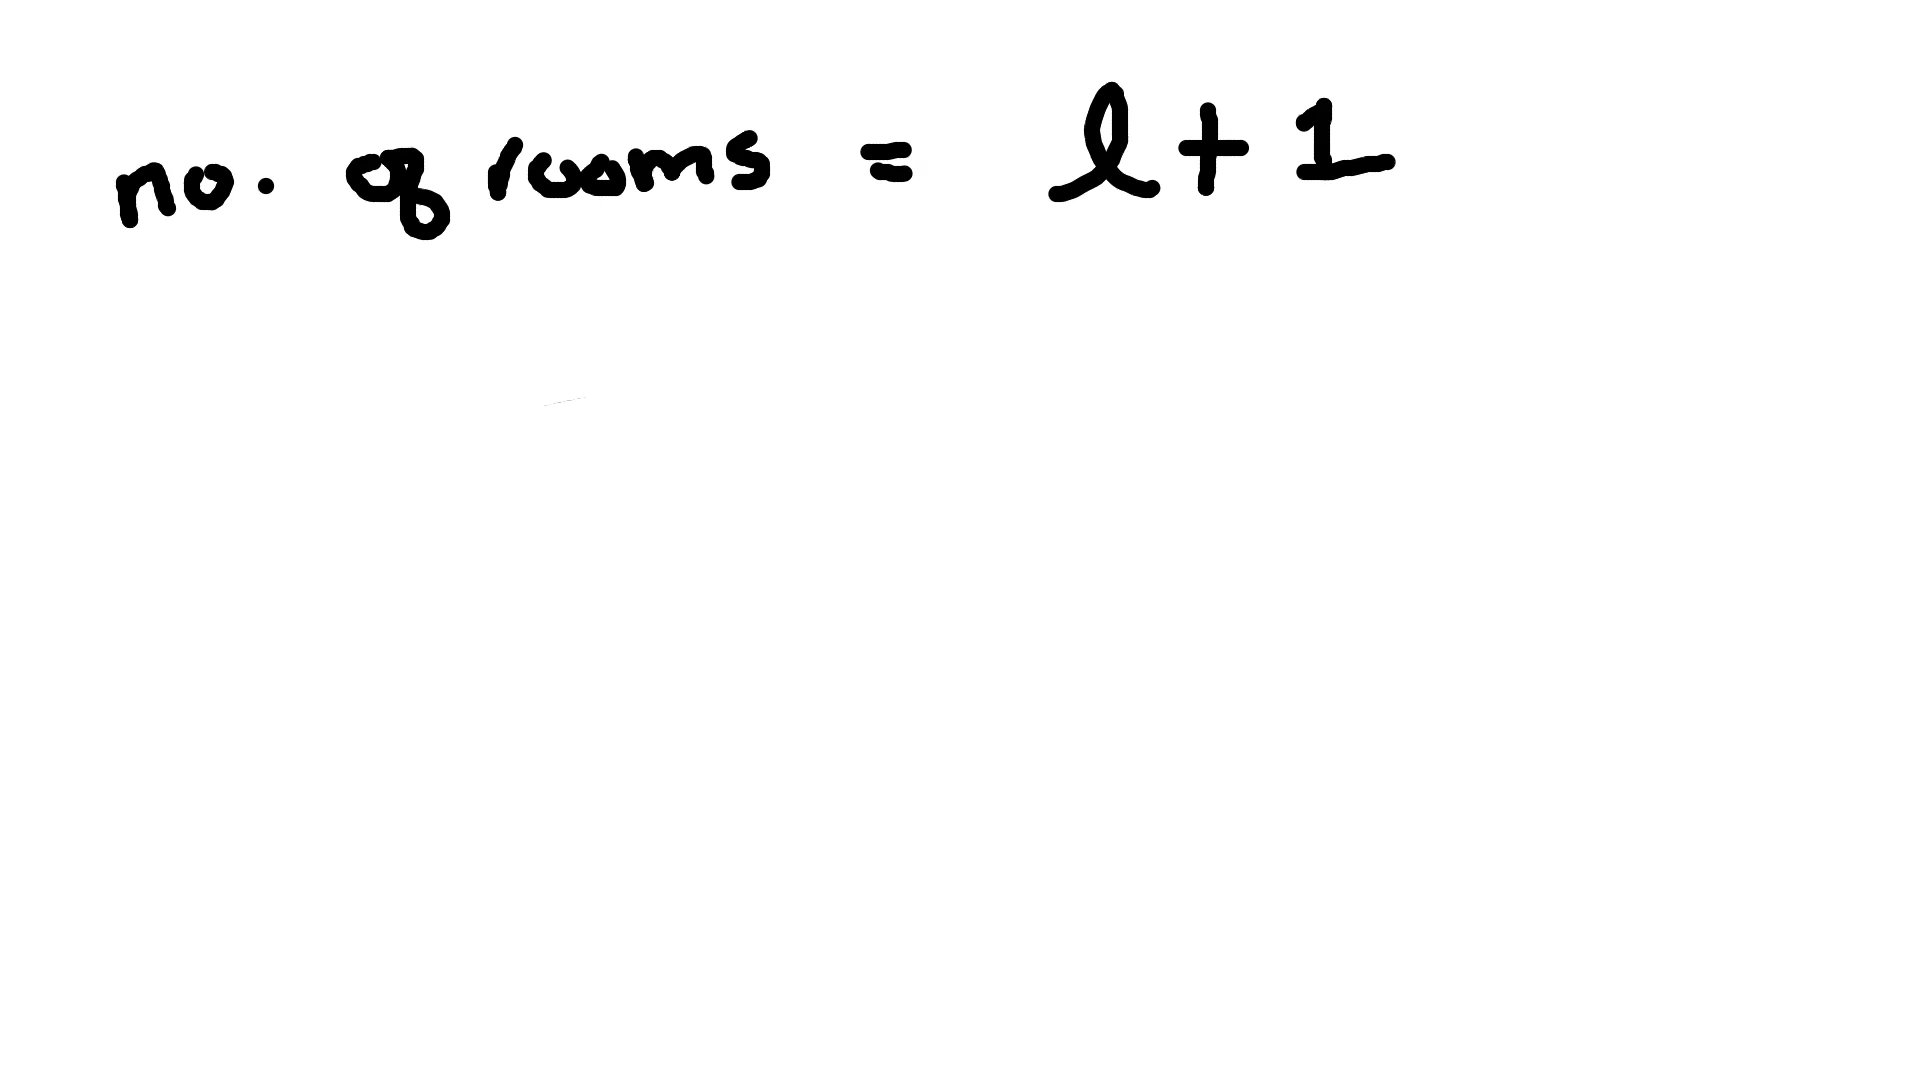 no. of rooms = l + 1